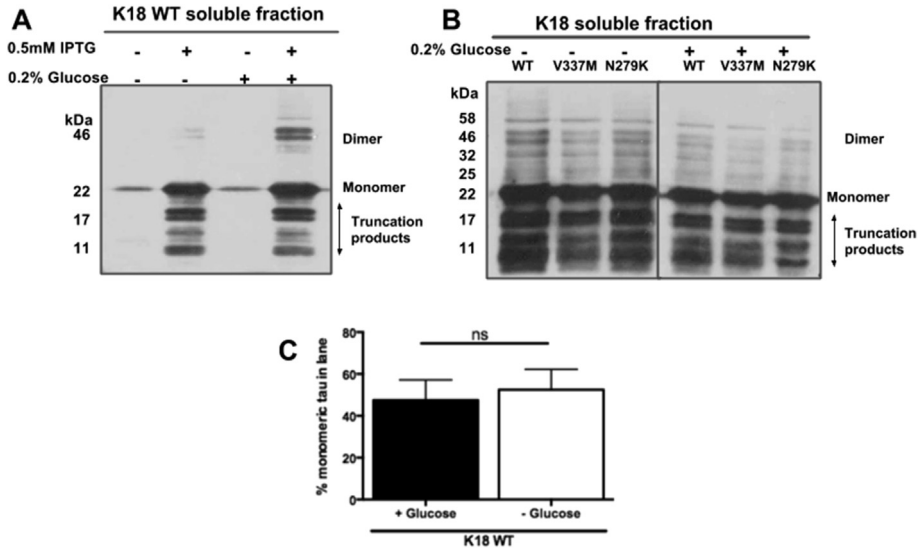 A
K18 WT soluble fraction
0.5mM IPTG - + - +
0.2% Glucose - - + +
kDa
46
22
17
11
Dimer
Monomer
Truncation
products
B
K18 soluble fraction
0.2% Glucose - - - + + +
WT V337M N279K WT V337M N279K
kDa
58
46
32
25
22
17
11
Dimer
Monomer
Truncation
products
C
% monomeric tau in lane
80
60
40
20
0
ns
+ Glucose - Glucose
K18 WT